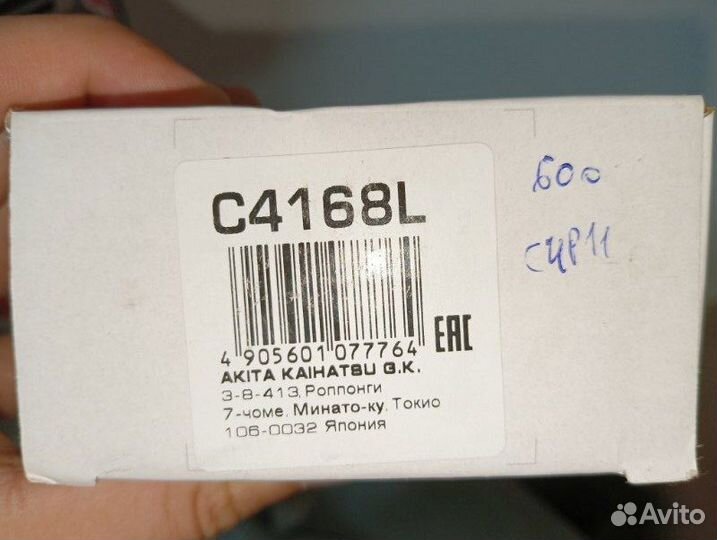 C4168L
4 905601 077764
EAC
AKITA KAIHATSU G.K.
3-8-413, Роппонги
7-чоме, Минато-ку, Токио
106-0032 Япония
600
Avito